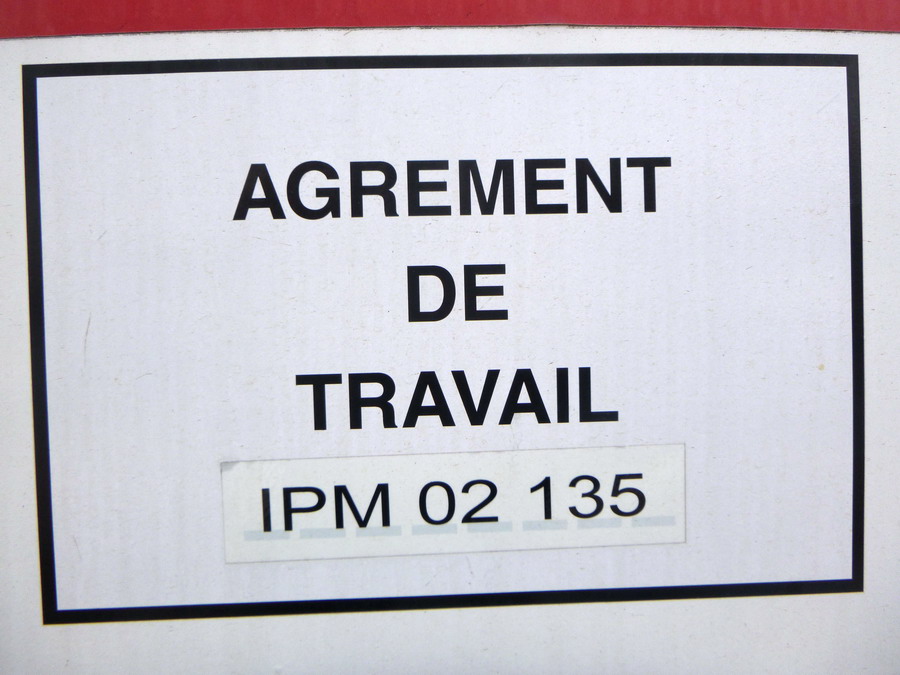 AGREMENT
DE
TRAVAIL
IPM 02 135